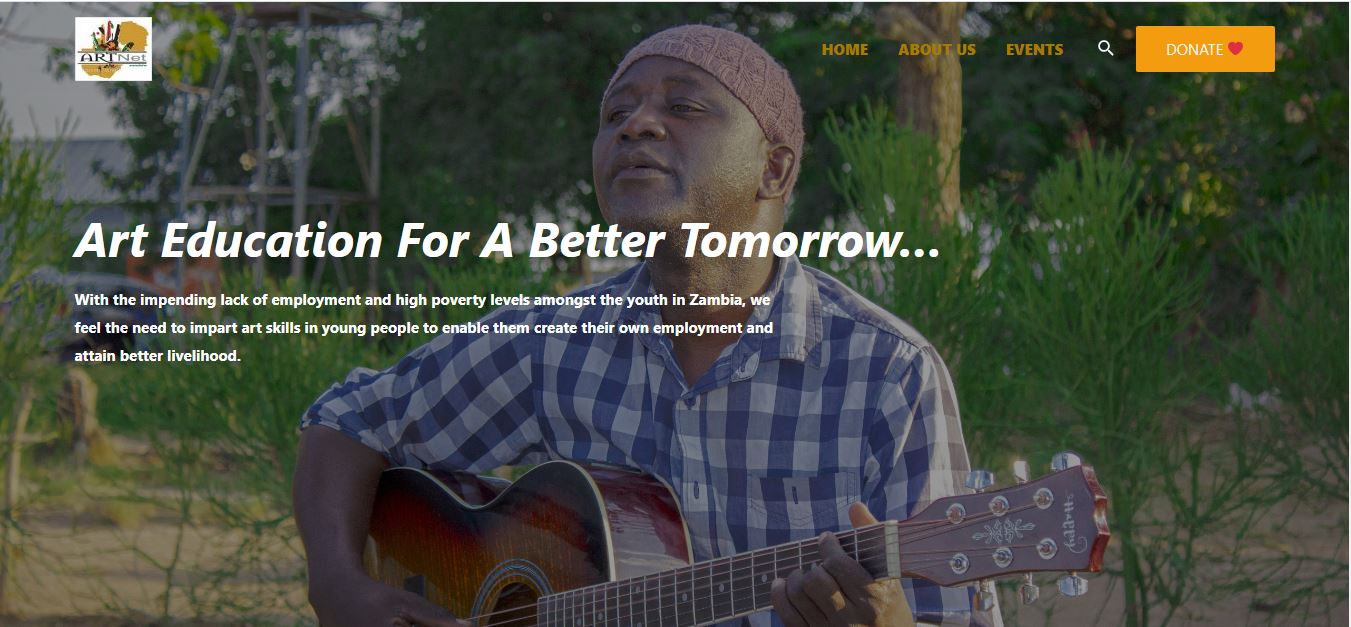 ARTNet
HOME ABOUT US EVENTS DONATE
Art Education For A Better Tomorrow...
With the impending lack of employment and high poverty levels amongst the youth in Zambia, we
feel the need to impart art skills in young people to enable them create their own employment and
attain better livelihood.